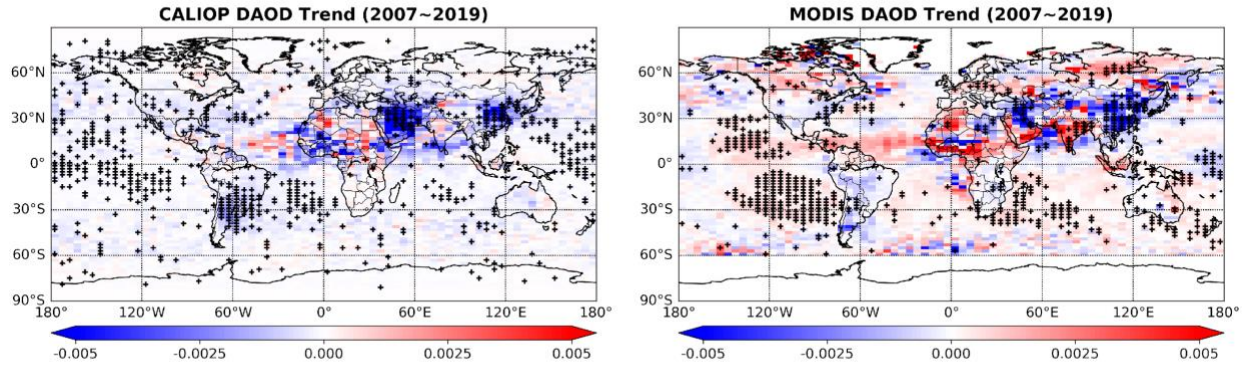 CALIOP DAOD Trend (2007~2019)
60°N
30°N
0°
30°S
60°S
90°S
180° 120°W 60°W 0° 60°E 120°E 180°
-0.005 -0.0025 0.000 0.0025 0.005
MODIS DAOD Trend (2007~2019)
60°N
30°N
0°
30°S
60°S
90°S
180° 120°W 60°W 0° 60°E 120°E 180°
-0.005 -0.0025 0.000 0.0025 0.005